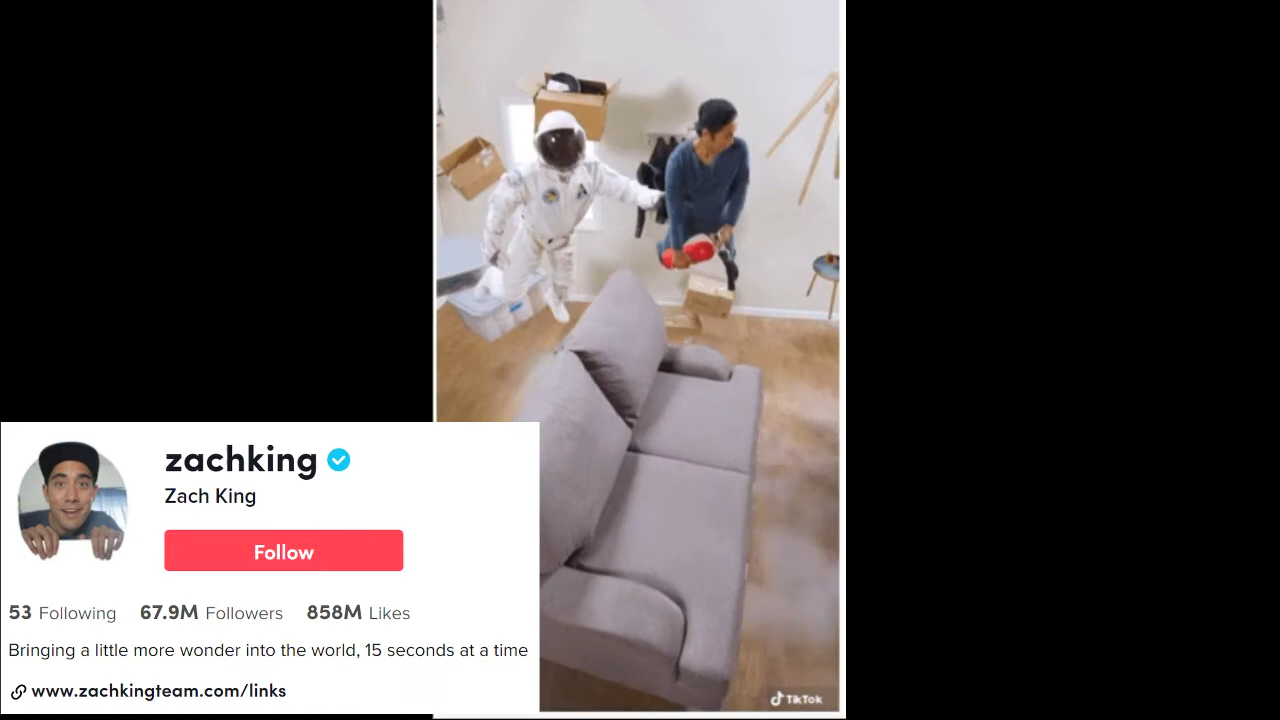 zachking
Zach King
Follow
53 Following 67.9M Followers 858M Likes
Bringing a little more wonder into the world, 15 seconds at a time
www.zachkingteam.com/links
TikTok